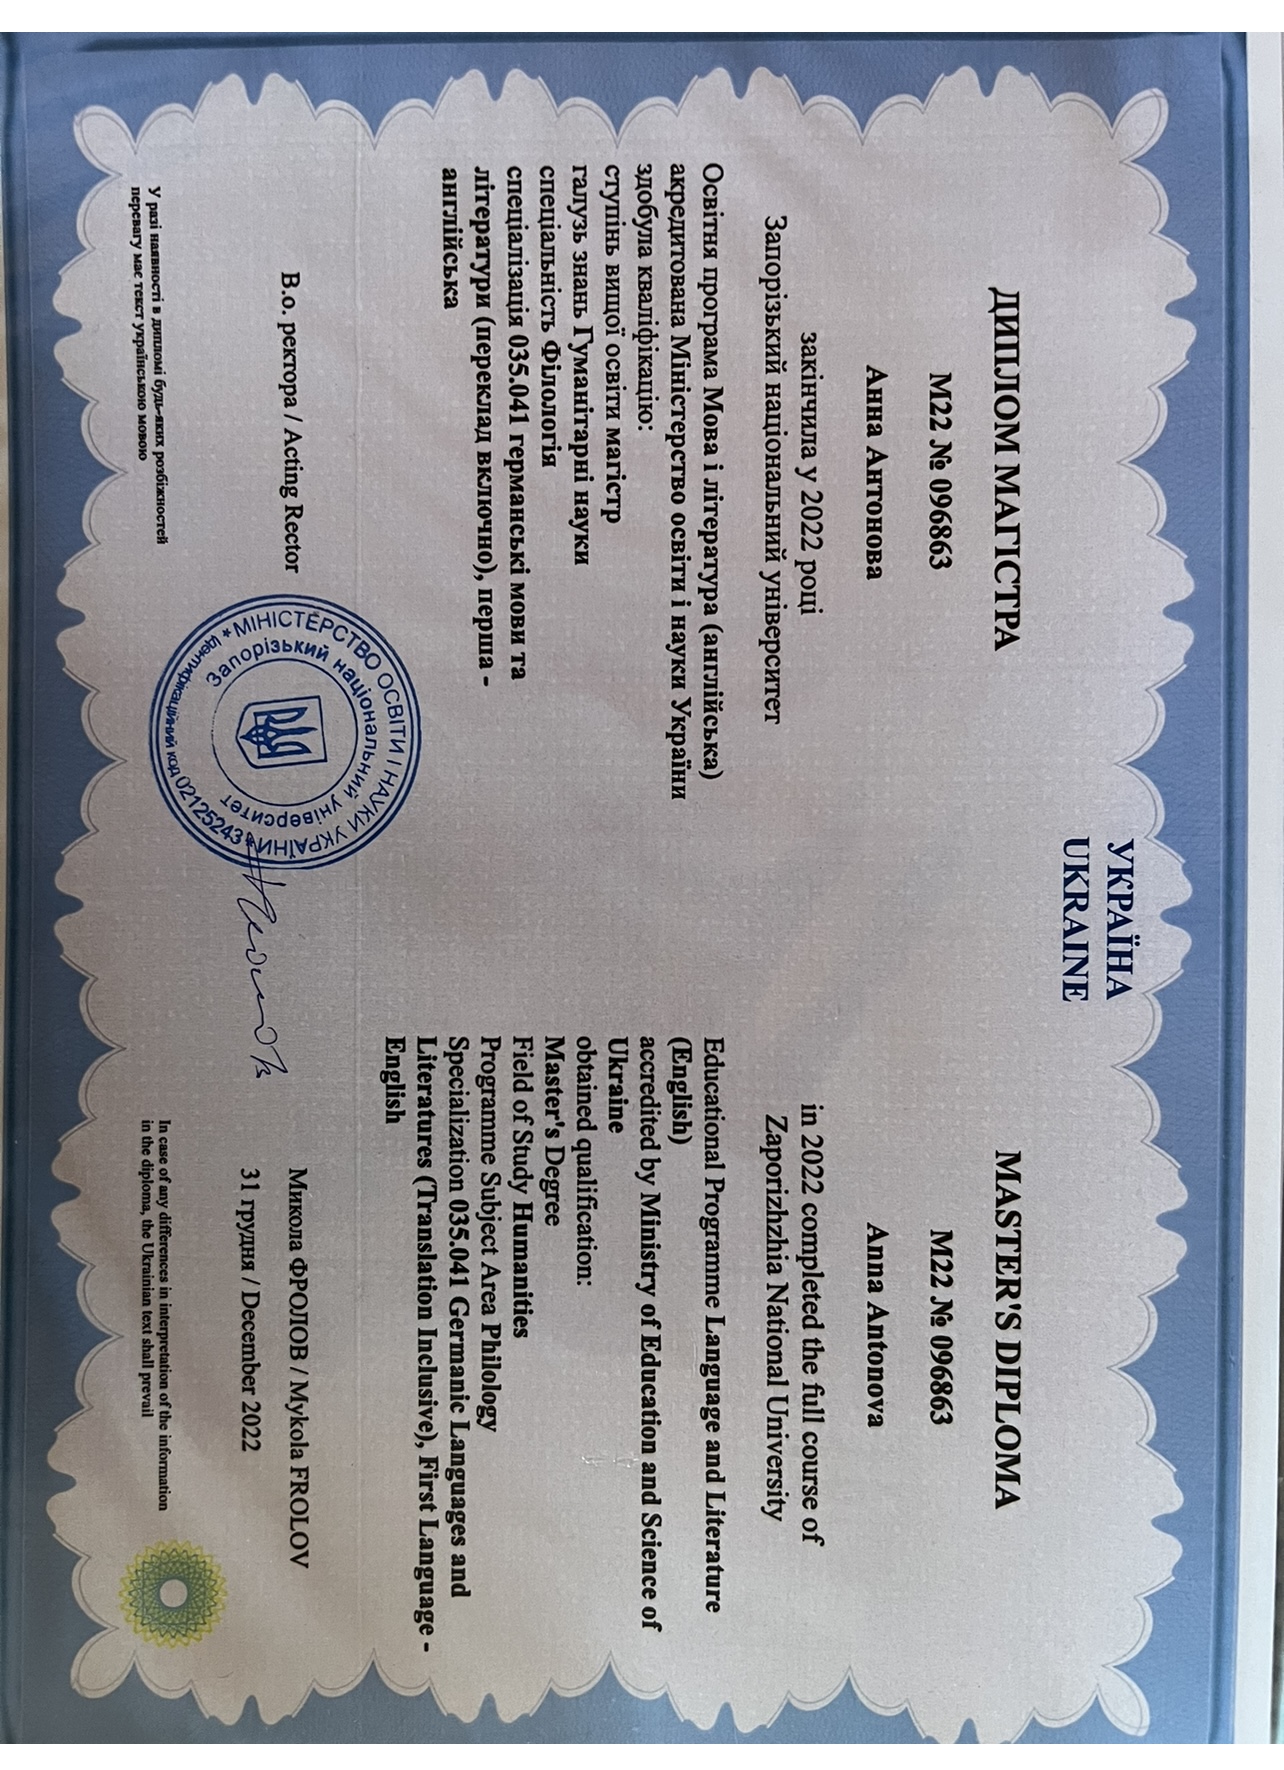 УКРАЇНА
UKRAINE
ДИПЛОМ МАГІСТРА
М22 № 096863
Анна Антонова
закінчила у 2022 році
Запорізький національний університет
Освітня програма Мова і література (англійська)
акредитована Міністерство освіти і науки України
здобула кваліфікацію:
ступінь вищої освіти магістр
галузь знань Гуманітарні науки
спеціальність Філологія
спеціалізація 035.041 германські мови та
літератури (переклад включно), перша -
англійська
В.о. ректора / Acting Rector
У разі наявності в дипломі будь-яких розбіжностей
перевагу має текст українською мовою
* МІНІСТЕРСТВО ОСВІТИ І НАУКИ УКРАЇНИ *
Запорізький національний університет
Ідентифікаційний код 02125243
MASTER'S DIPLOMA
M22 № 096863
Anna Antonova
in 2022 completed the full course of
Zaporizhzhia National University
Educational Programme Language and Literature
(English)
accredited by Ministry of Education and Science of
Ukraine
obtained qualification:
Master's Degree
Field of Study Humanities
Programme Subject Area Philology
Specialization 035.041 Germanic Languages and
Literatures (Translation Inclusive), First Language -
English
Микола ФРОЛОВ / Mykola FROLOV
31 грудня / December 2022
In case of any differences in interpretation of the information
in the diploma, the Ukrainian text shall prevail